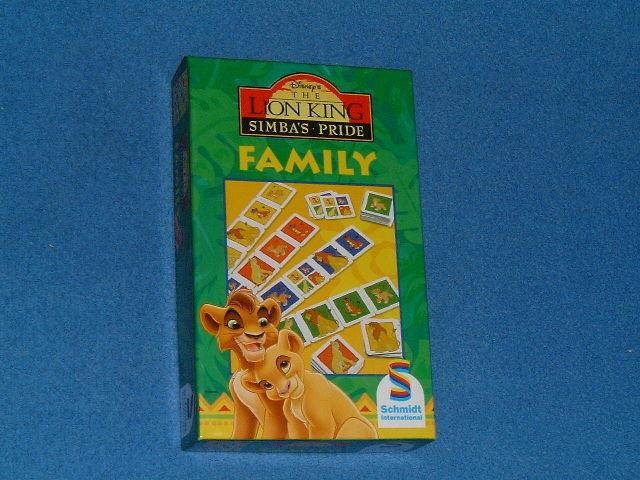 Disney's
THE
LION KING
SIMBA'S · PRIDE
FAMILY
Schmidt
International